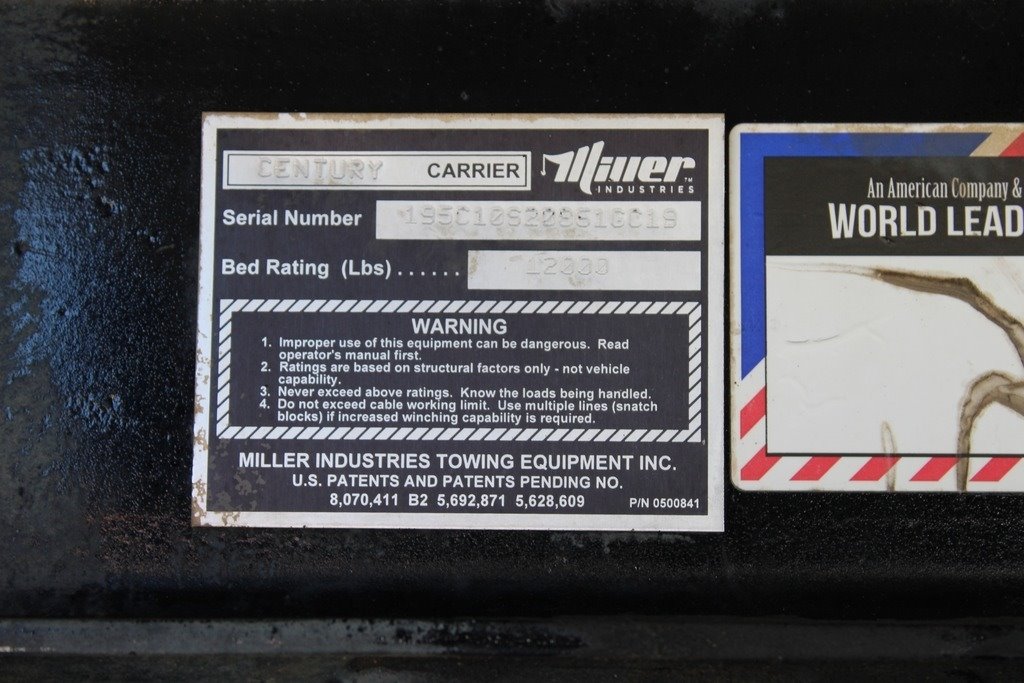 CENTURY CARRIER
Miller
™
INDUSTRIES
Serial Number
Bed Rating (Lbs)...... 12000
WARNING
1. Improper use of this equipment can be dangerous. Read
operator's manual first.
2. Ratings are based on structural factors only - not vehicle
capability.
3. Never exceed above ratings. Know the loads being handled.
4. Do not exceed cable working limit. Use multiple lines (snatch
blocks) if increased winching capability is required.
MILLER INDUSTRIES TOWING EQUIPMENT INC.
U.S. PATENTS AND PATENTS PENDING NO.
8,070,411 B2 5,692,871 5,628,609
P/N 0500841
An American Company &
WORLD LEAD